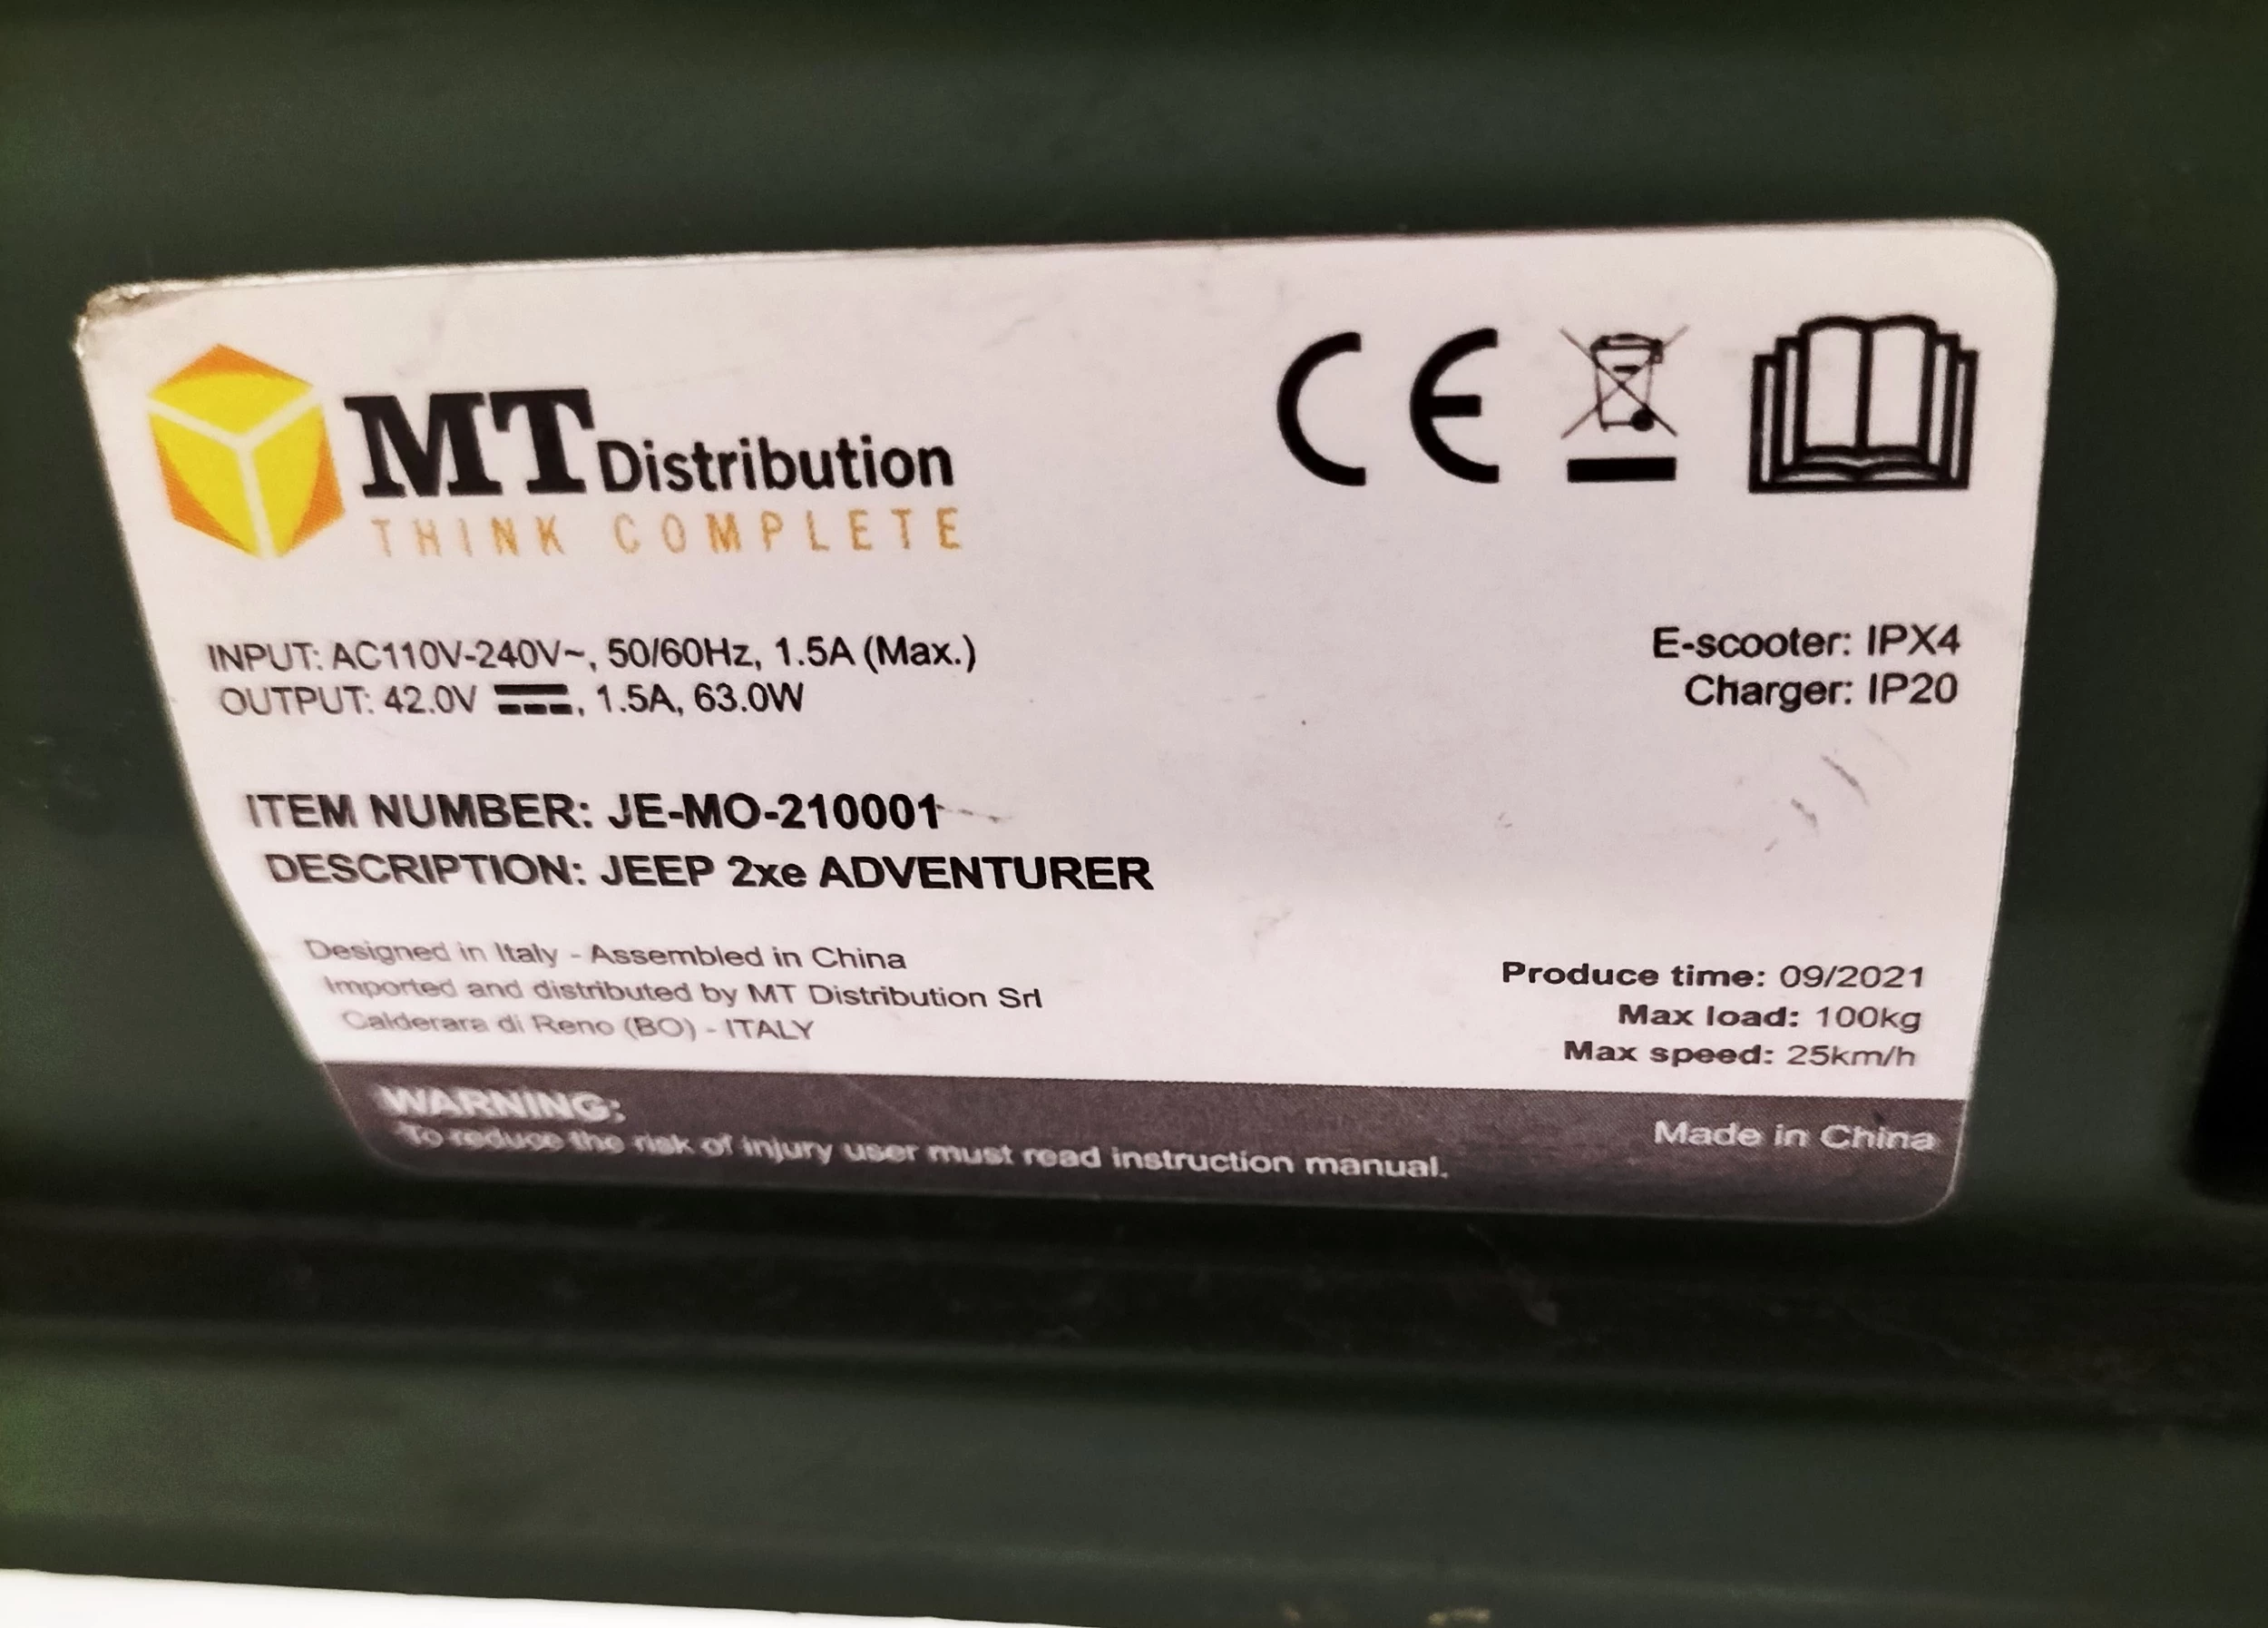 MT Distribution
THINK COMPLETE
CE
INPUT: AC110V-240V~, 50/60Hz, 1.5A (Max.)
OUTPUT: 42.0V ⎓, 1.5A, 63.0W
E-scooter: IPX4
Charger: IP20
ITEM NUMBER: JE-MO-210001
DESCRIPTION: JEEP 2xe ADVENTURER
Designed in Italy - Assembled in China
Imported and distributed by MT Distribution Srl
Calderara di Reno (BO) - ITALY
Produce time: 09/2021
Max load: 100kg
Max speed: 25km/h
WARNING:
To reduce the risk of injury user must read instruction manual.
Made in China